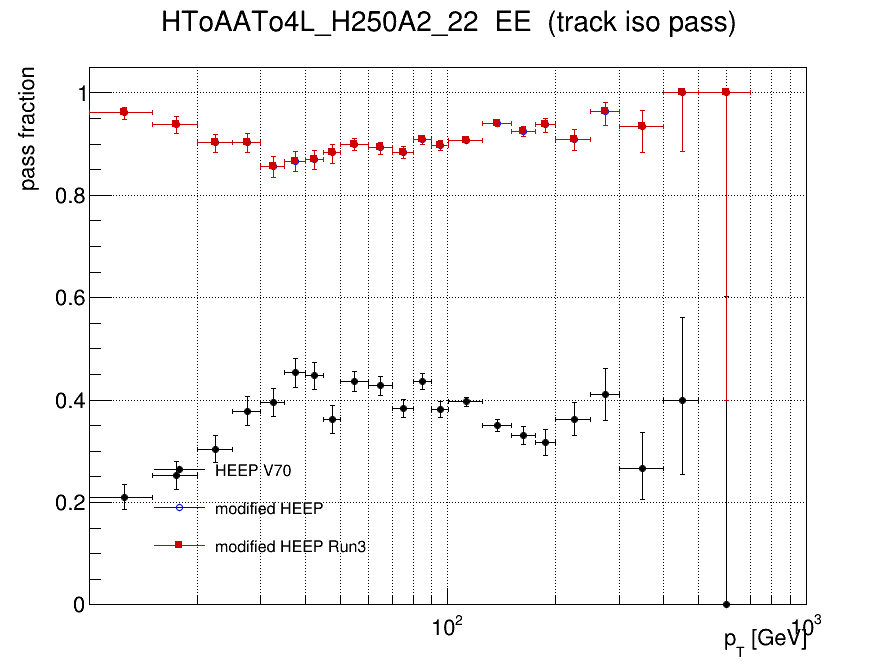 HToAATo4L_H250A2_22 EE (track iso pass)
pass fraction
1
0.8
0.6
0.4
0.2
0
HEEP V70
modified HEEP
modified HEEP Run3
10²
10³
p_T [GeV]